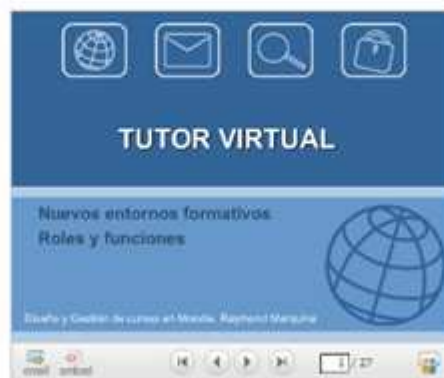 TUTOR VIRTUAL
Nuevos entornos formativos
Roles y funciones
Diseño y Gestión de cursos en Moodle. Raymond Marquina
email embed 1 / 27